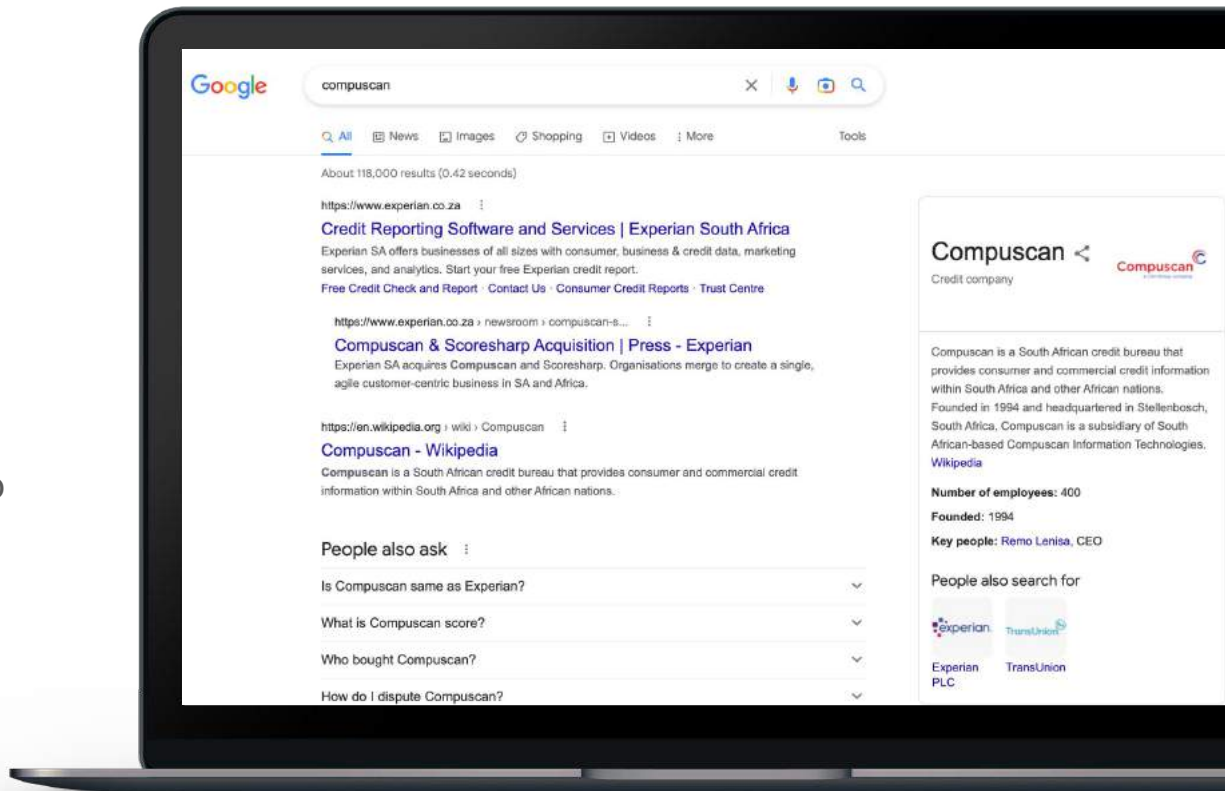 Google
compuscan
All News Images Shopping Videos More Tools
About 118,000 results (0.42 seconds)
https://www.experian.co.za
Credit Reporting Software and Services | Experian South Africa
Experian SA offers businesses of all sizes with consumer, business & credit data, marketing
services, and analytics. Start your free Experian credit report.
Free Credit Check and Report · Contact Us · Consumer Credit Reports · Trust Centre
https://www.experian.co.za › newsroom › compuscan-s...
Compuscan & Scoresharp Acquisition | Press - Experian
Experian SA acquires Compuscan and Scoresharp. Organisations merge to create a single,
agile customer-centric business in SA and Africa.
https://en.wikipedia.org › wiki › Compuscan
Compuscan - Wikipedia
Compuscan is a South African credit bureau that provides consumer and commercial credit
information within South Africa and other African nations.
People also ask
Is Compuscan same as Experian?
What is Compuscan score?
Who bought Compuscan?
How do I dispute Compuscan?
Compuscan
Credit company
Compuscan
Compuscan is a South African credit bureau that
provides consumer and commercial credit information
within South Africa and other African nations.
Founded in 1994 and headquartered in Stellenbosch,
South Africa, Compuscan is a subsidiary of South
African-based Compuscan Information Technologies.
Wikipedia
Number of employees: 400
Founded: 1994
Key people: Remo Lenisa, CEO
People also search for
experian.
TransUnion
Experian TransUnion
PLC